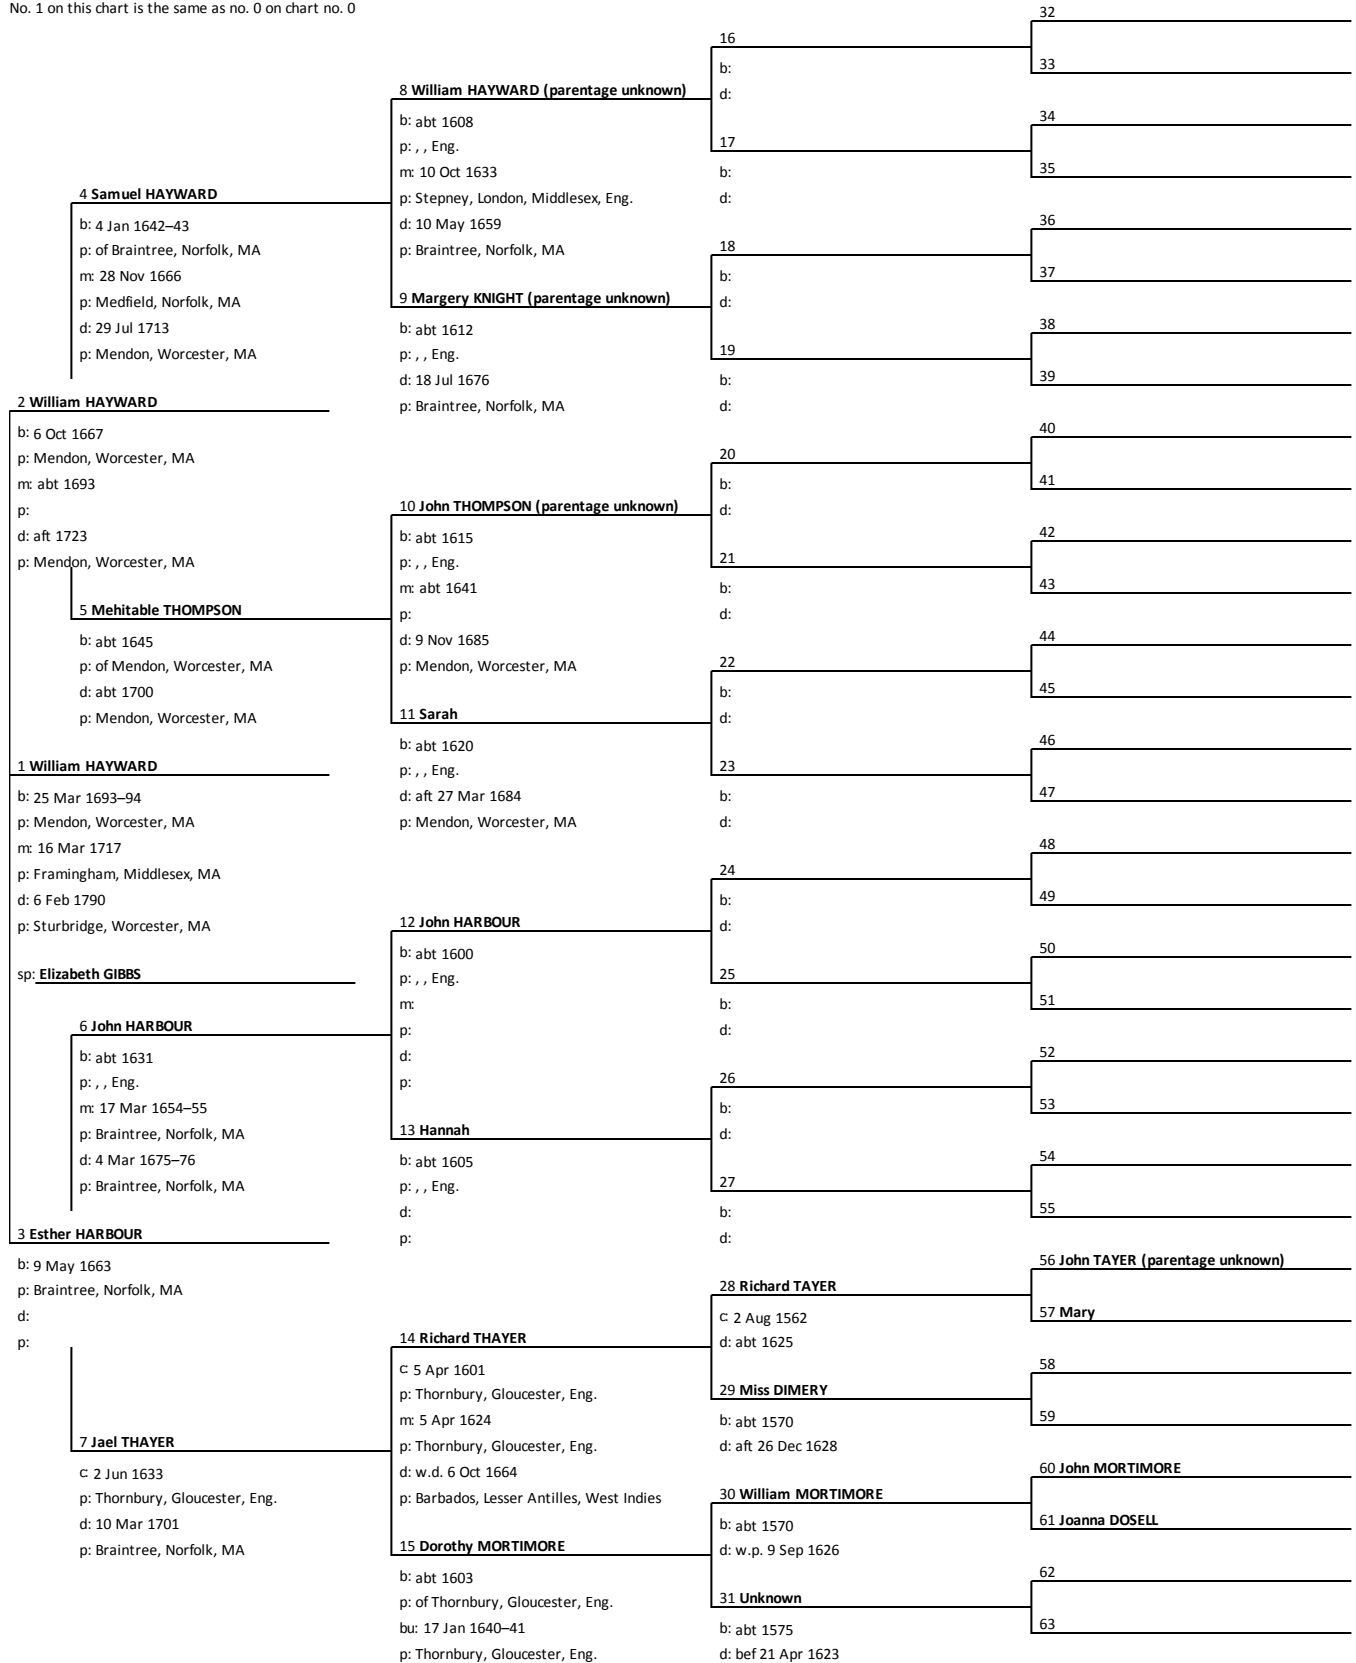 No. 1 on this chart is the same as no. 0 on chart no. 0
2 William HAYWARD
b: 6 Oct 1667
p: Mendon, Worcester, MA
m: abt 1693
p:
d: aft 1723
p: Mendon, Worcester, MA
1 William HAYWARD
b: 25 Mar 1693–94
p: Mendon, Worcester, MA
m: 16 Mar 1717
p: Framingham, Middlesex, MA
d: 6 Feb 1790
p: Sturbridge, Worcester, MA
sp: Elizabeth GIBBS
3 Esther HARBOUR
b: 9 May 1663
p: Braintree, Norfolk, MA
d:
p:
4 Samuel HAYWARD
b: 4 Jan 1642–43
p: of Braintree, Norfolk, MA
m: 28 Nov 1666
p: Medfield, Norfolk, MA
d: 29 Jul 1713
p: Mendon, Worcester, MA
5 Mehitable THOMPSON
b: abt 1645
p: of Mendon, Worcester, MA
d: abt 1700
p: Mendon, Worcester, MA
6 John HARBOUR
b: abt 1631
p: , , Eng.
m: 17 Mar 1654–55
p: Braintree, Norfolk, MA
d: 4 Mar 1675–76
p: Braintree, Norfolk, MA
7 Jael THAYER
c: 2 Jun 1633
p: Thornbury, Gloucester, Eng.
d: 10 Mar 1701
p: Braintree, Norfolk, MA
8 William HAYWARD (parentage unknown)
b: abt 1608
p: , , Eng.
m: 10 Oct 1633
p: Stepney, London, Middlesex, Eng.
d: 10 May 1659
p: Braintree, Norfolk, MA
9 Margery KNIGHT (parentage unknown)
b: abt 1612
p: , , Eng.
d: 18 Jul 1676
p: Braintree, Norfolk, MA
10 John THOMPSON (parentage unknown)
b: abt 1615
p: , , Eng.
m: abt 1641
p:
d: 9 Nov 1685
p: Mendon, Worcester, MA
11 Sarah
b: abt 1620
p: , , Eng.
d: aft 27 Mar 1684
p: Mendon, Worcester, MA
12 John HARBOUR
b: abt 1600
p: , , Eng.
m:
p:
d:
p:
13 Hannah
b: abt 1605
p: , , Eng.
d:
p:
14 Richard THAYER
c: 5 Apr 1601
p: Thornbury, Gloucester, Eng.
m: 5 Apr 1624
p: Thornbury, Gloucester, Eng.
d: w.d. 6 Oct 1664
p: Barbados, Lesser Antilles, West Indies
15 Dorothy MORTIMORE
b: abt 1603
p: of Thornbury, Gloucester, Eng.
bu: 17 Jan 1640–41
p: Thornbury, Gloucester, Eng.
16
b:
d:
17
b:
d:
18
b:
d:
19
b:
d:
20
b:
d:
21
b:
d:
22
b:
d:
23
b:
d:
24
b:
d:
25
b:
d:
26
b:
d:
27
b:
d:
28 Richard TAYER
c: 2 Aug 1562
d: abt 1625
29 Miss DIMERY
b: abt 1570
d: aft 26 Dec 1628
30 William MORTIMORE
b: abt 1570
d: w.p. 9 Sep 1626
31 Unknown
b: abt 1575
d: bef 21 Apr 1623
32
33
34
35
36
37
38
39
40
41
42
43
44
45
46
47
48
49
50
51
52
53
54
55
56 John TAYER (parentage unknown)
57 Mary
58
59
60 John MORTIMORE
61 Joanna DOSELL
62
63